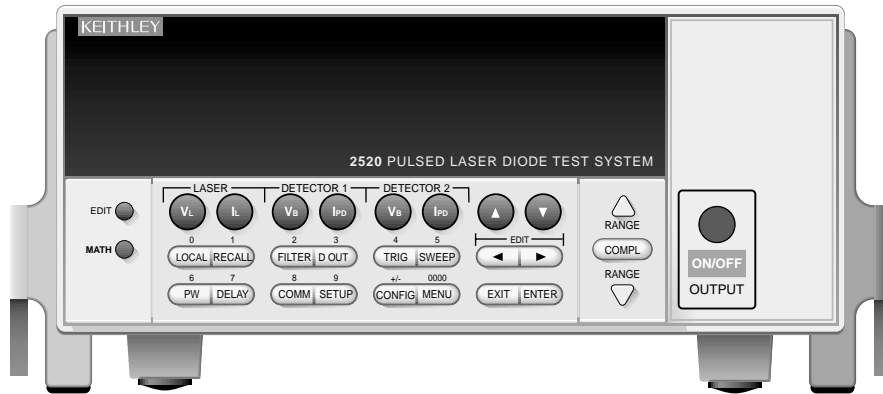 KEITHLEY
2520 PULSED LASER DIODE TEST SYSTEM
LASER DETECTOR 1 DETECTOR 2
EDIT VL IL VB IPD VB IPD ▲ ▼
RANGE
0 1 2 3 4 5 EDIT
MATH LOCAL RECALL FILTER D OUT TRIG SWEEP ◄ ► COMPL
6 7 8 9 +/- 0000 RANGE
PW DELAY COMM SETUP CONFIG MENU EXIT ENTER
ON/OFF
OUTPUT